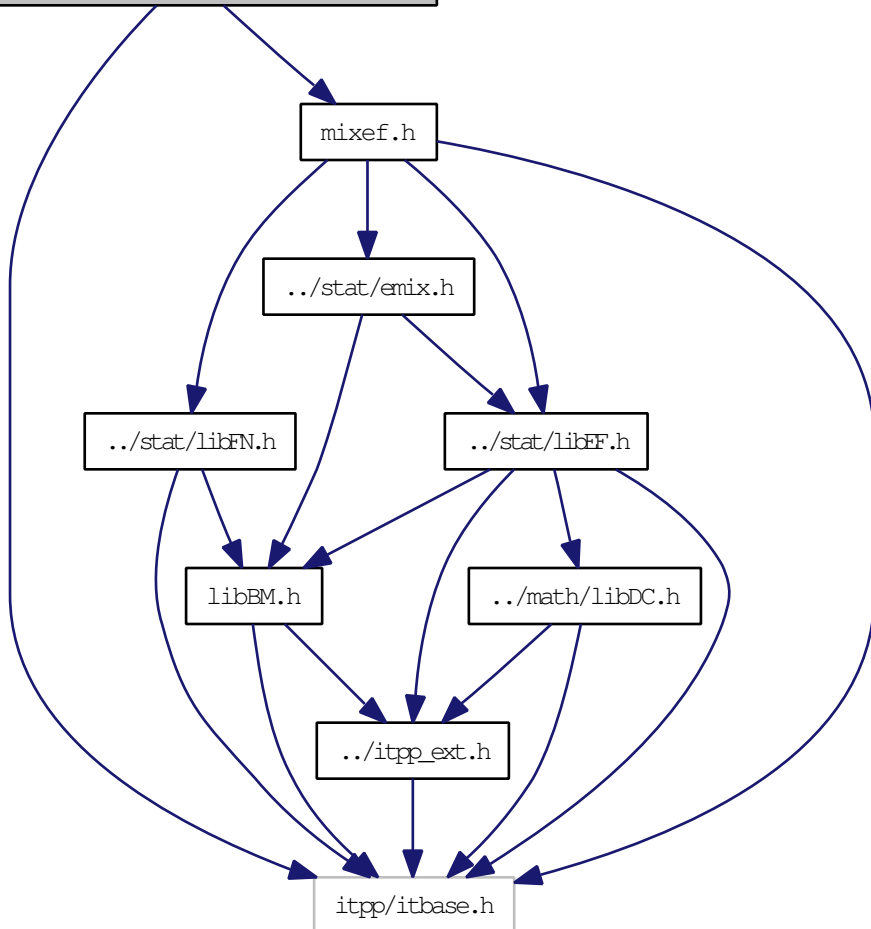 mixef.h
../stat/emix.h
../stat/libFN.h
../stat/libEF.h
libBM.h
../math/libDC.h
../itpp_ext.h
itpp/itbase.h